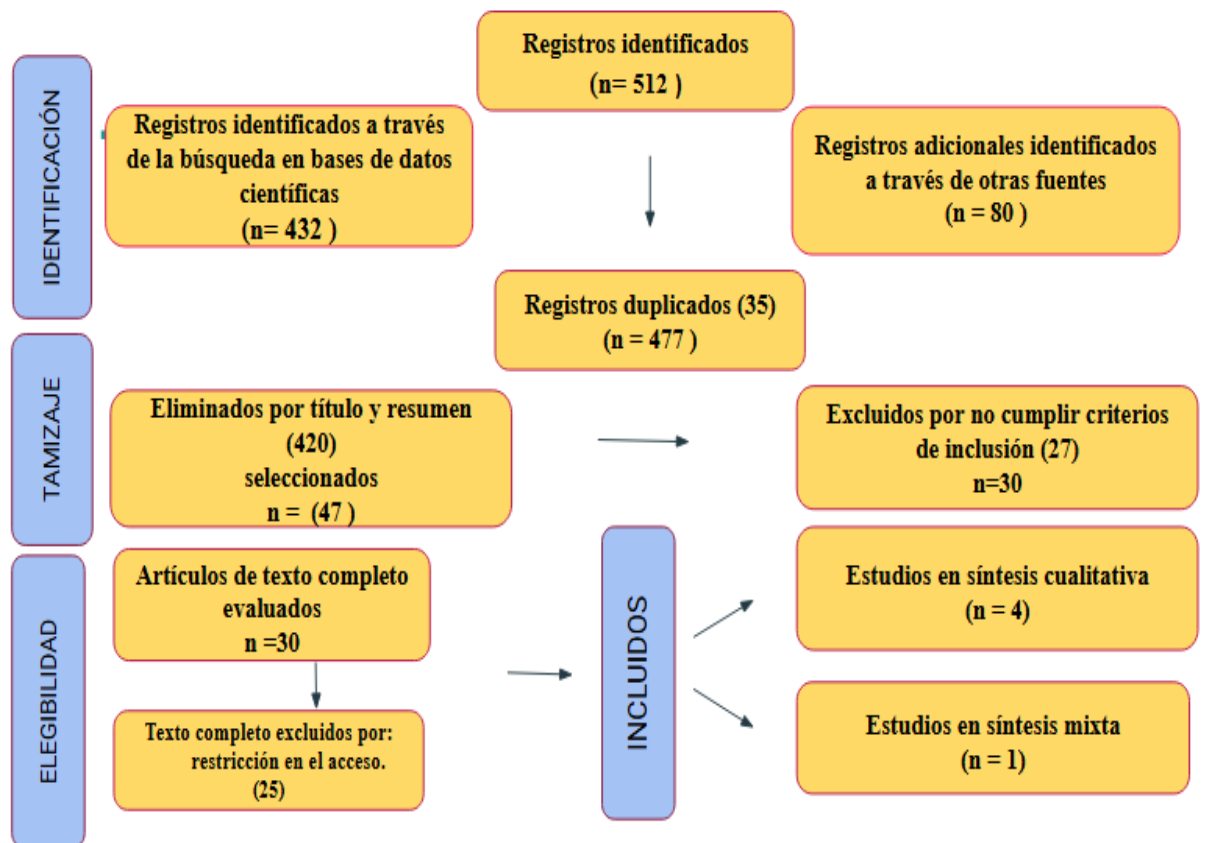 Registros identificados
(n= 512 )
IDENTIFICACIÓN
Registros identificados a través
de la búsqueda en bases de datos
científicas
(n= 432 )
Registros adicionales identificados
a través de otras fuentes
(n = 80 )
Registros duplicados (35)
(n = 477 )
TAMIZAJE
Eliminados por título y resumen
(420)
seleccionados
n = (47 )
Excluidos por no cumplir criterios
de inclusión (27)
n=30
ELEGIBILIDAD
Artículos de texto completo
evaluados
n =30
Texto completo excluidos por:
restricción en el acceso.
(25)
INCLUIDOS
Estudios en síntesis cualitativa
(n = 4)
Estudios en síntesis mixta
(n = 1)